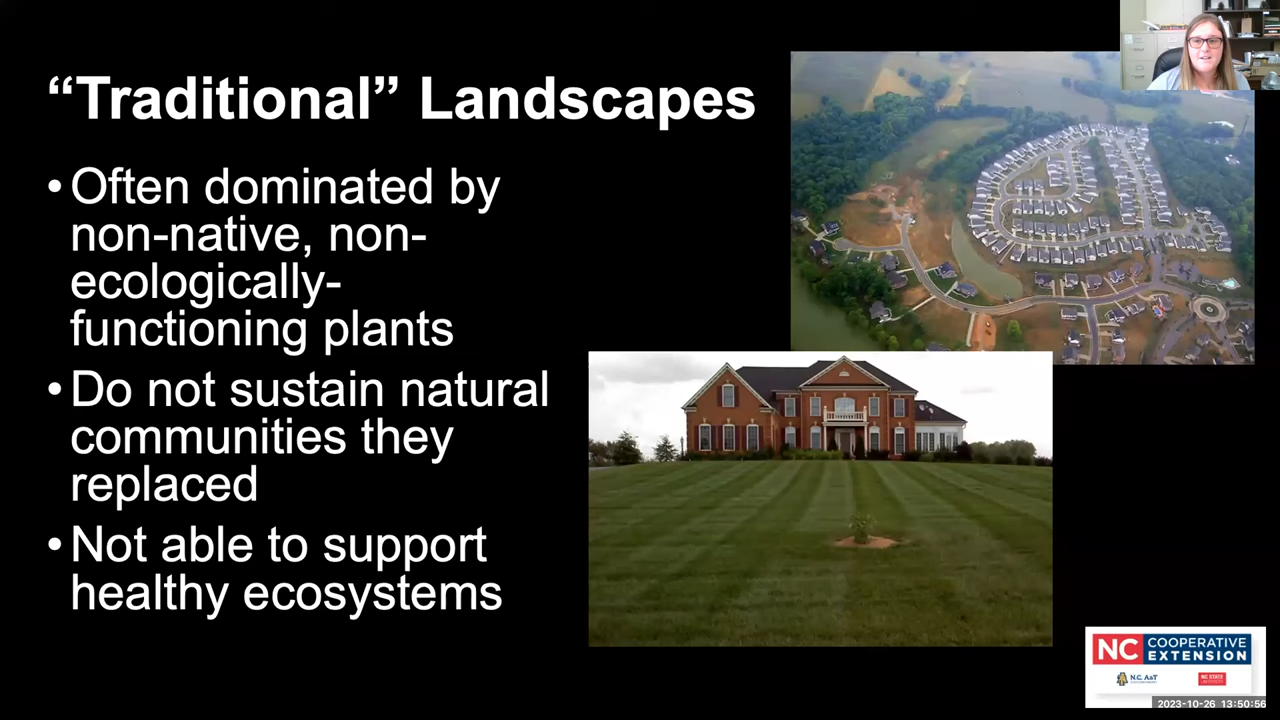 “Traditional” Landscapes
•Often dominated by
non-native, non-
ecologically-
functioning plants
•Do not sustain natural
communities they
replaced
•Not able to support
healthy ecosystems
NC COOPERATIVE
EXTENSION
N.C. A&T
NC STATE
2023-10-26 13:50:56